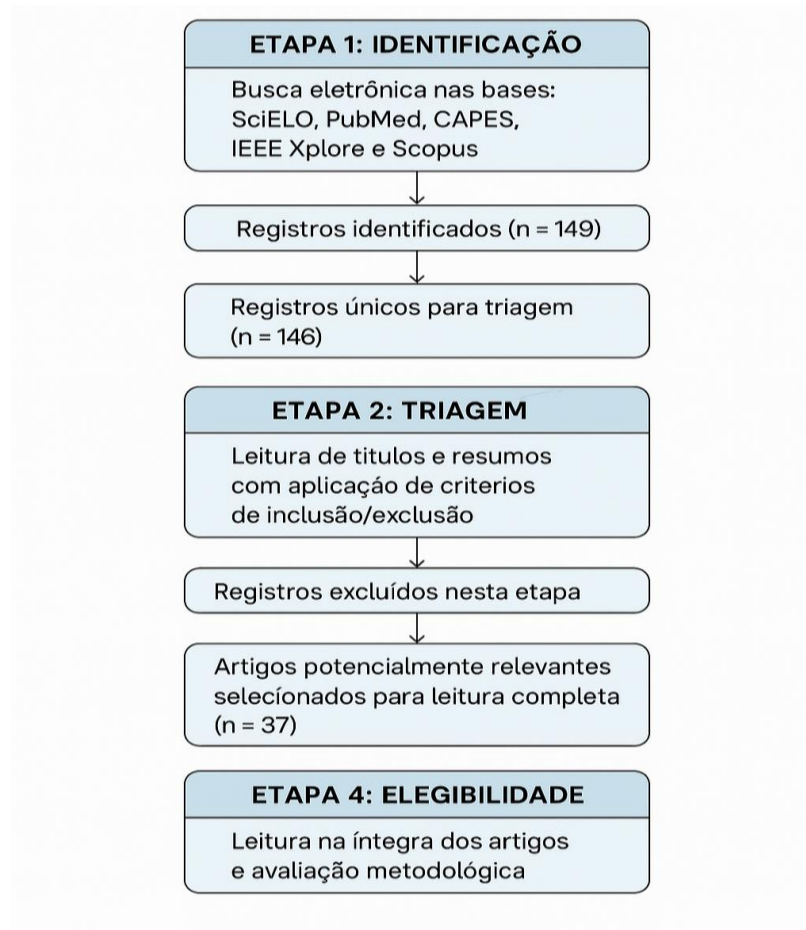 ETAPA 1: IDENTIFICAÇÃO
Busca eletrônica nas bases:
SciELO, PubMed, CAPES,
IEEE Xplore e Scopus
Registros identificados (n = 149)
Registros únicos para triagem
(n = 146)
ETAPA 2: TRIAGEM
Leitura de titulos e resumos
com aplicaçáo de criterios
de inclusão/exclusão
Registros excluídos nesta etapa
Artigos potencialmente relevantes
selecíonados para leitura completa
(n = 37)
ETAPA 4: ELEGIBILIDADE
Leitura na íntegra dos artigos
e avaliação metodológica